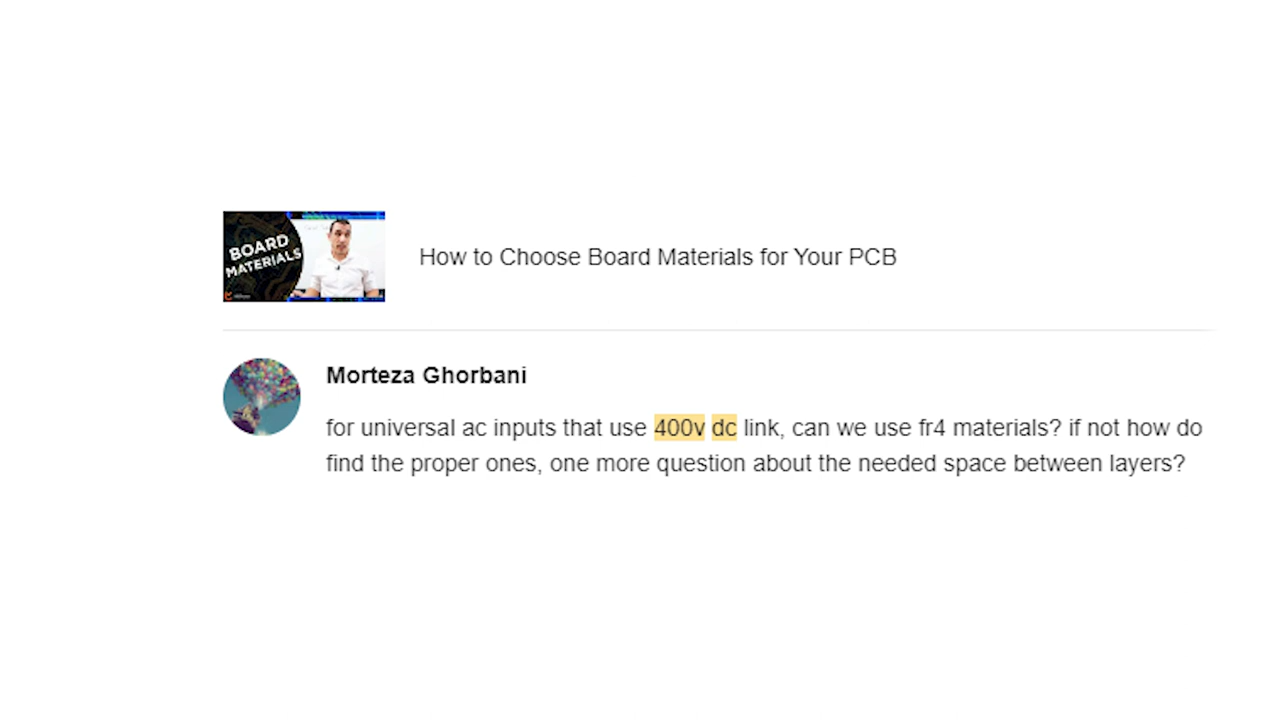 BOARD
MATERIALS
How to Choose Board Materials for Your PCB
Morteza Ghorbani
for universal ac inputs that use 400v dc link, can we use fr4 materials? if not how do
find the proper ones, one more question about the needed space between layers?